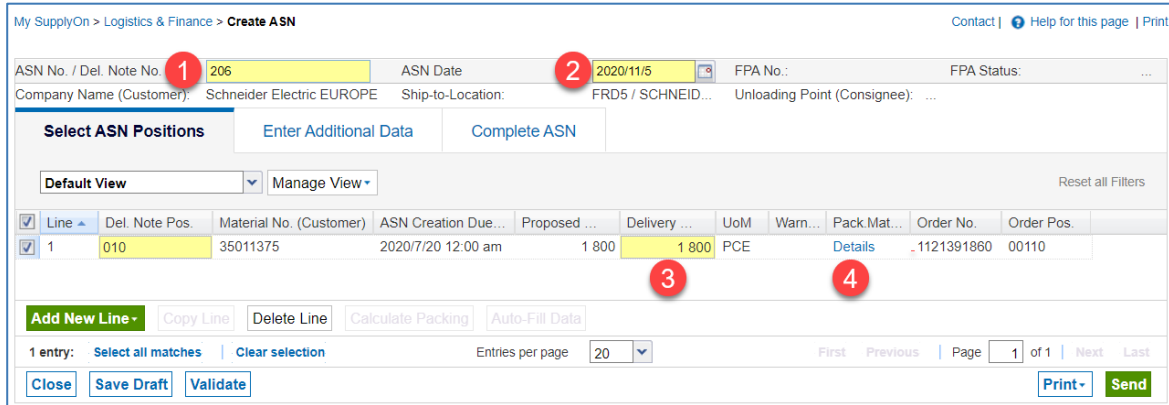 My SupplyOn > Logistics & Finance > Create ASN Contact | Help for this page | Print
ASN No. / Del. Note No. 1 206 ASN Date 2 2020/11/5 FPA No.: FPA Status: ...
Company Name (Customer): Schneider Electric EUROPE Ship-to-Location: FRD5 / SCHNEID... Unloading Point (Consignee): ...
Select ASN Positions Enter Additional Data Complete ASN
Default View Manage View Reset all Filters
Line Del. Note Pos. Material No. (Customer) ASN Creation Due... Proposed ... Delivery ... UoM Warn... Pack.Mat... Order No. Order Pos.
1 010 35011375 2020/7/20 12:00 am 1 800 1 800 PCE Details 1121391860 00110
3 4
Add New Line Copy Line Delete Line Calculate Packing Auto-Fill Data
1 entry: Select all matches | Clear selection Entries per page 20 First Previous | Page 1 of 1 | Next Last
Close Save Draft Validate Print Send